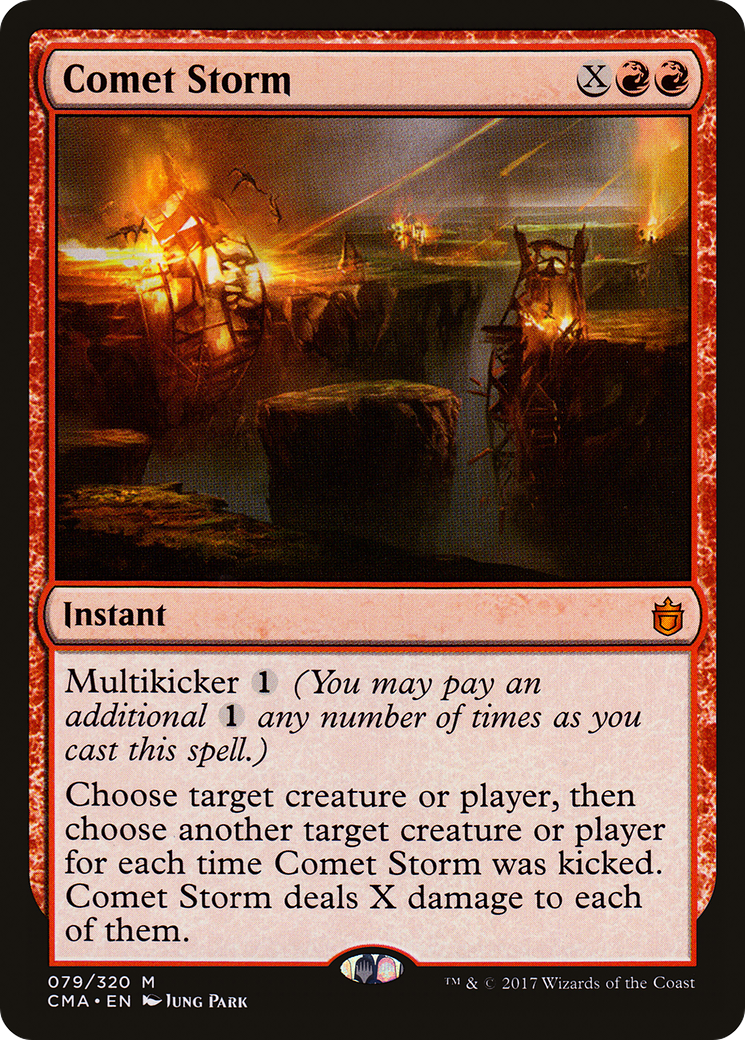 Comet Storm X
Instant
Multikicker 1 (You may pay an
additional 1 any number of times as you
cast this spell.)
Choose target creature or player, then
choose another target creature or player
for each time Comet Storm was kicked.
Comet Storm deals X damage to each
of them.
079/320 M
CMA • EN Jung Park
™ & © 2017 Wizards of the Coast